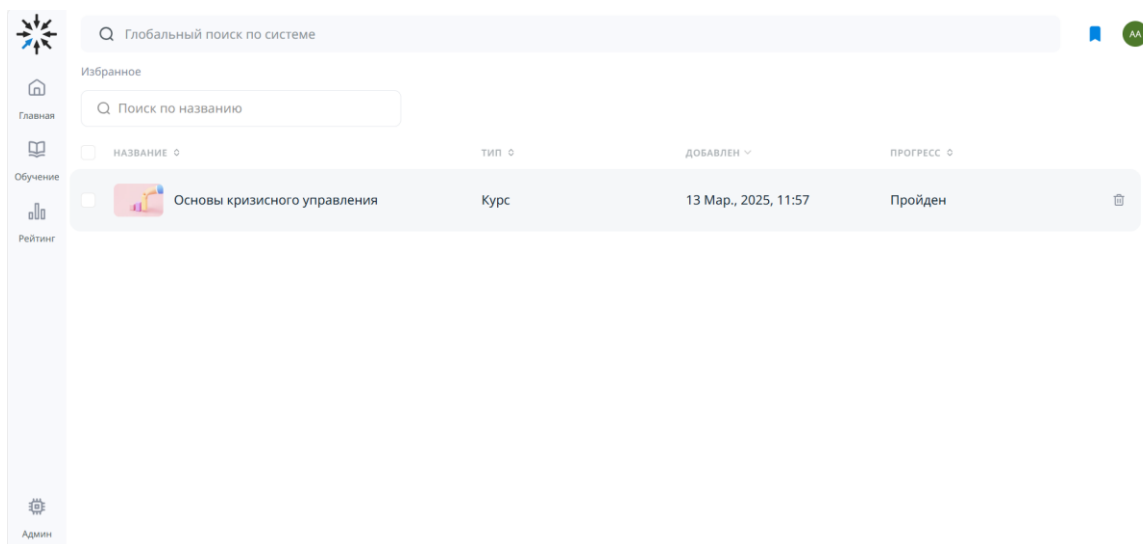 Глобальный поиск по системе
АА
Избранное
Главная
Поиск по названию
Обучение
НАЗВАНИЕ ТИП ДОБАВЛЕН ПРОГРЕСС
Основы кризисного управления Курс 13 Мар., 2025, 11:57 Пройден
Рейтинг
Админ